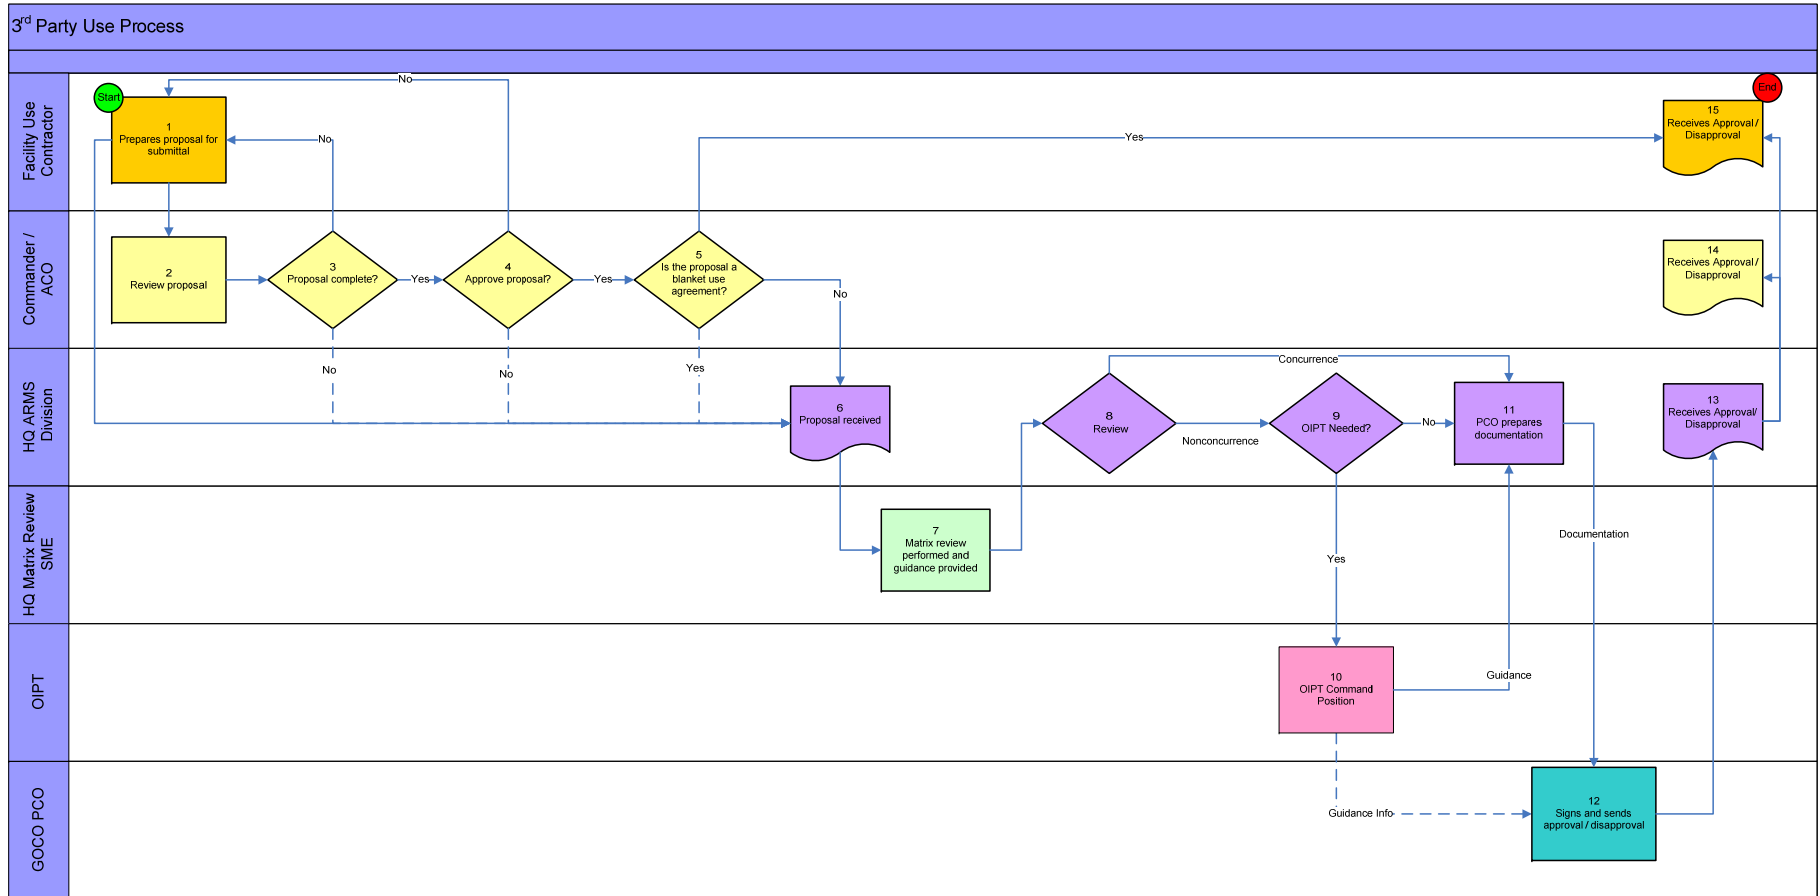 3rd Party Use Process
Facility Use
Contractor
Start
1
Prepares proposal for
submittal
No
No
Yes
End
15
Receives Approval /
Disapproval
Commander /
ACO
2
Review proposal
3
Proposal complete?
Yes
4
Approve proposal?
Yes
5
Is the proposal a
blanket use
agreement?
No
14
Receives Approval /
Disapproval
HQ ARMS
Division
No
No
Yes
6
Proposal received
8
Review
Concurrence
Nonconcurrence
9
OIPT Needed?
No
11
PCO prepares
documentation
13
Receives Approval/
Disapproval
HQ Matrix Review
SME
7
Matrix review
performed and
guidance provided
Yes
Documentation
OIPT
10
OIPT Command
Position
Guidance
GOCO PCO
Guidance Info
12
Signs and sends
approval / disapproval